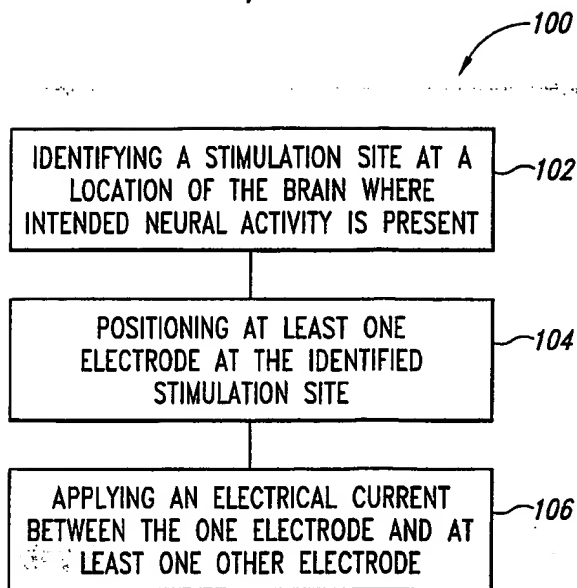 100
IDENTIFYING A STIMULATION SITE AT A
LOCATION OF THE BRAIN WHERE
INTENDED NEURAL ACTIVITY IS PRESENT
102
POSITIONING AT LEAST ONE
ELECTRODE AT THE IDENTIFIED
STIMULATION SITE
104
APPLYING AN ELECTRICAL CURRENT
BETWEEN THE ONE ELECTRODE AND AT
LEAST ONE OTHER ELECTRODE
106